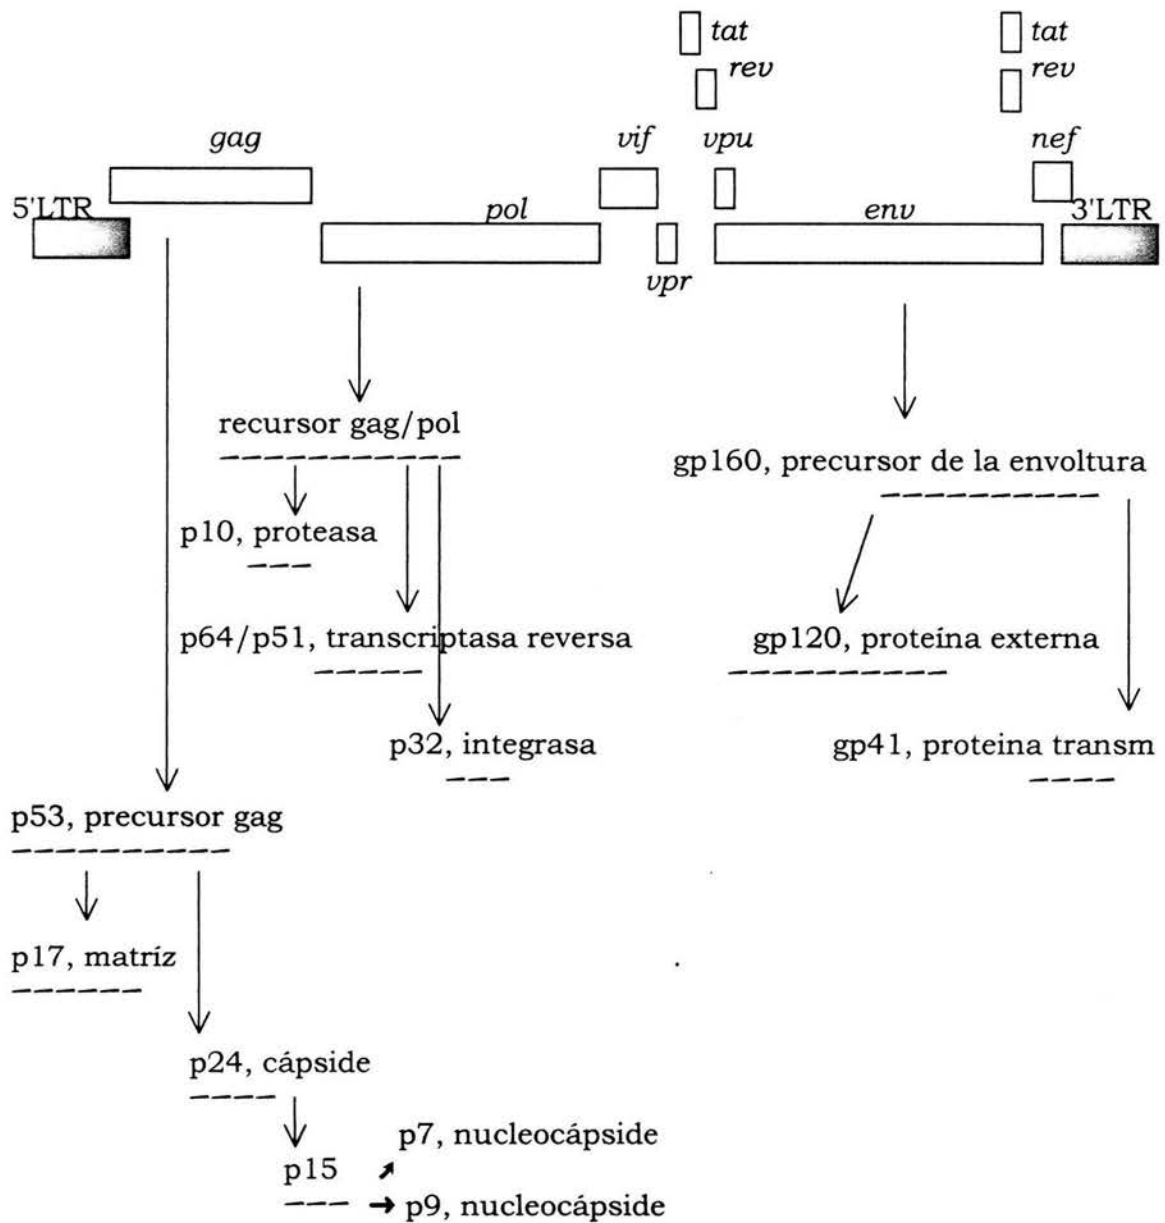 tat tat
rev rev
gag vif vpu nef
5'LTR pol env 3'LTR
vpr
recursor gag/pol
gp160, precursor de la envoltura
p10, proteasa
p64/p51, transcriptasa reversa
gp120, proteína externa
p32, integrasa
gp41, proteina transm
p53, precursor gag
p17, matríz
p24, cápside
p7, nucleocápside
p15
p9, nucleocápside